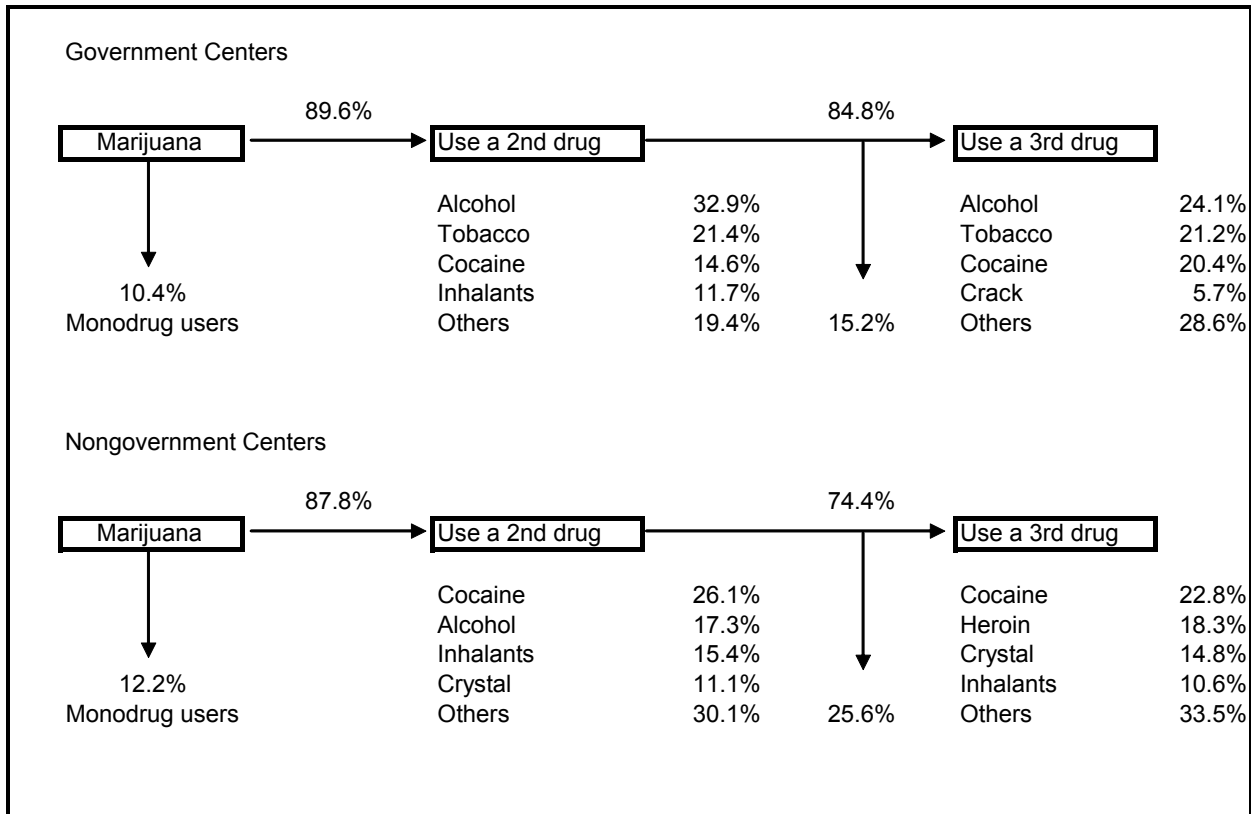 Government Centers
89.6% 84.8%
Marijuana Use a 2nd drug Use a 3rd drug
Alcohol 32.9% Alcohol 24.1%
Tobacco 21.4% Tobacco 21.2%
Cocaine 14.6% Cocaine 20.4%
10.4% Inhalants 11.7% Crack 5.7%
Monodrug users Others 19.4% 15.2% Others 28.6%
Nongovernment Centers
87.8% 74.4%
Marijuana Use a 2nd drug Use a 3rd drug
Cocaine 26.1% Cocaine 22.8%
Alcohol 17.3% Heroin 18.3%
Inhalants 15.4% Crystal 14.8%
12.2% Crystal 11.1% Inhalants 10.6%
Monodrug users Others 30.1% 25.6% Others 33.5%